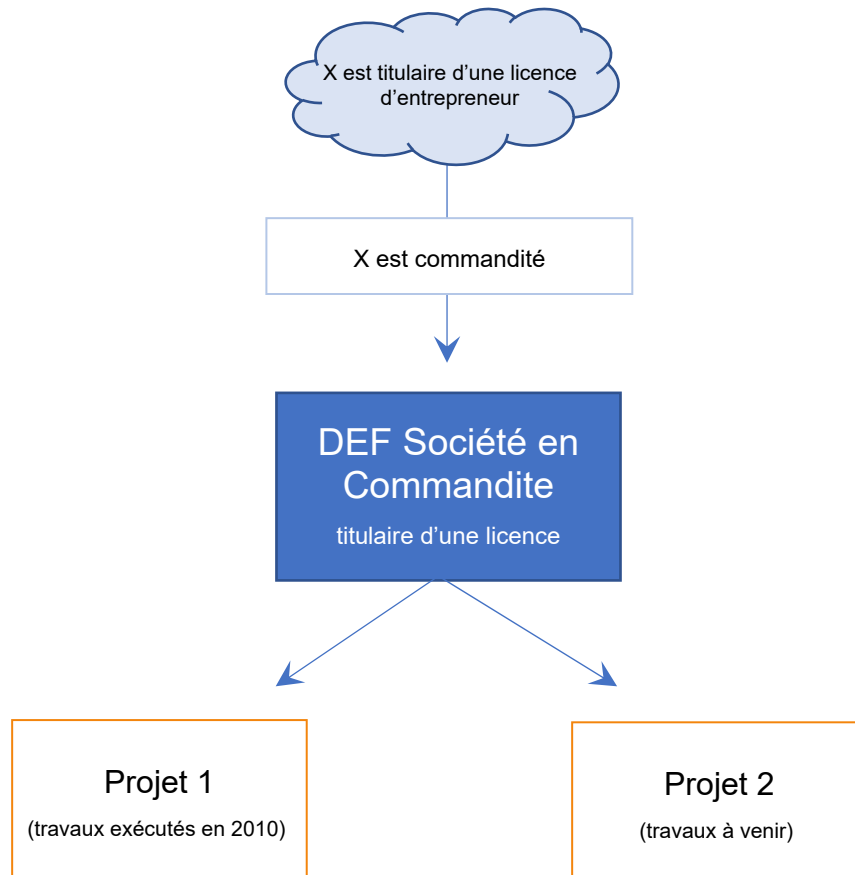 X est titulaire d’une licence
d’entrepreneur
X est commandité
DEF Société en
Commandite
titulaire d’une licence
Projet 1
(travaux exécutés en 2010)
Projet 2
(travaux à venir)